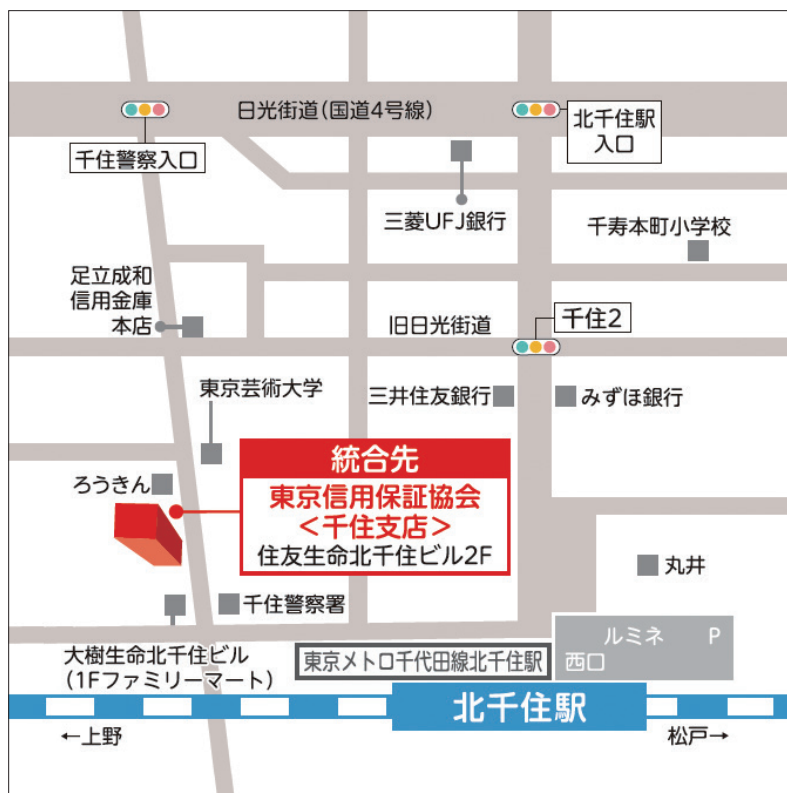 日光街道(国道4号線)
北千住駅
入口
千住警察入口
三菱UFJ銀行
千寿本町小学校
足立成和
信用金庫
本店
旧日光街道
千住2
東京芸術大学
三井住友銀行
みずほ銀行
統合先
ろうきん
東京信用保証協会
<千住支店>
住友生命北千住ビル2F
丸井
千住警察署
ルミネ P
西口
大樹生命北千住ビル
(1Fファミリーマート)
東京メトロ千代田線北千住駅
北千住駅
←上野
松戸→